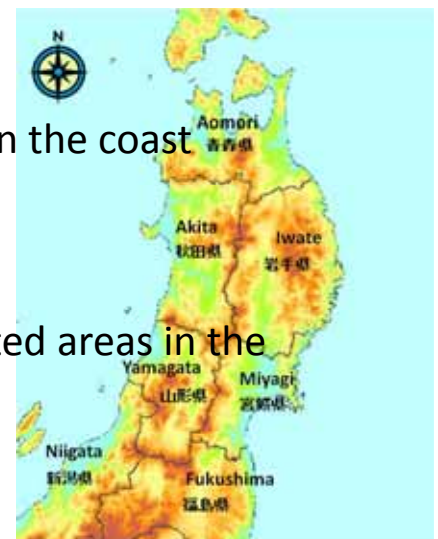 N
n the coast
Aomori
青森県
Akita
秋田県
Iwate
岩手県
ted areas in the
Yamagata
山形県
Miyagi
宮城県
Niigata
新潟県
Fukushima
福島県